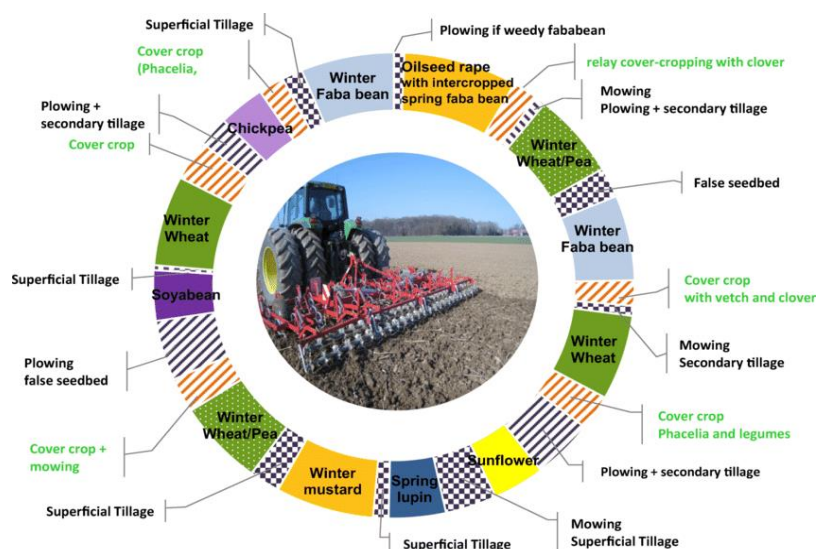 Superficial Tillage
Plowing if weedy fababean
Cover crop
(Phacelia,
Winter
Faba bean
Oilseed rape
with intercropped
spring faba bean
relay cover-cropping with clover
Mowing
Plowing + secondary tillage
Plowing +
secondary tillage
Chickpea
Winter
Wheat/Pea
Cover crop
False seedbed
Winter
Wheat
Winter
Faba bean
Superficial Tillage
Soyabean
Cover crop
with vetch and clover
Winter
Wheat
Mowing
Secondary tillage
Plowing
false seedbed
Cover crop
Phacelia and legumes
Winter
Wheat/Pea
Cover crop +
mowing
Sunflower
Plowing + secondary tillage
Winter
mustard
Spring
lupin
Superficial Tillage
Mowing
Superficial Tillage
Superficial Tillage